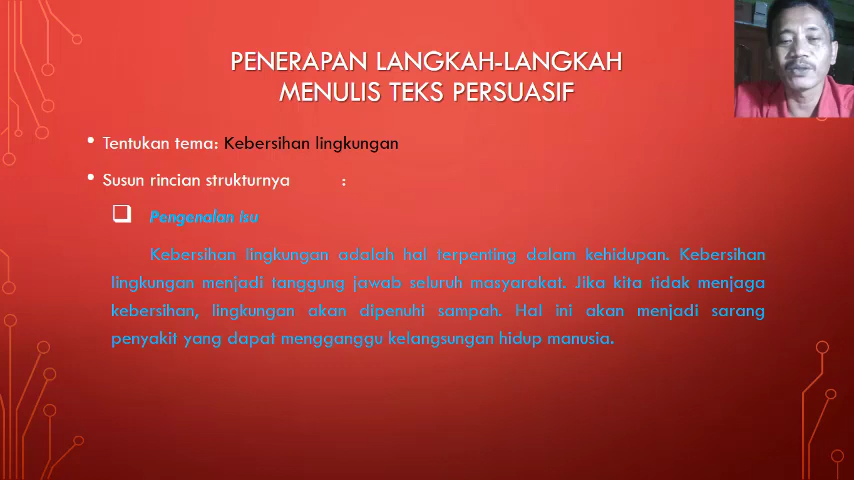 PENERAPAN LANGKAH-LANGKAH
MENULIS TEKS PERSUASIF
• Tentukan tema: Kebersihan lingkungan
• Susun rincian strukturnya :
Pengenalan Isu
Kebersihan lingkungan adalah hal terpenting dalam kehidupan. Kebersihan
lingkungan menjadi tanggung jawab seluruh masyarakat. Jika kita tidak menjaga
kebersihan, lingkungan akan dipenuhi sampah. Hal ini akan menjadi sarang
penyakit yang dapat mengganggu kelangsungan hidup manusia.